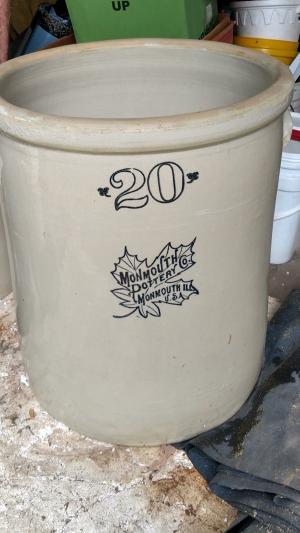 UP
20
MONMOUTH CO.
POTTERY
MONMOUTH ILL.
U.S.A.